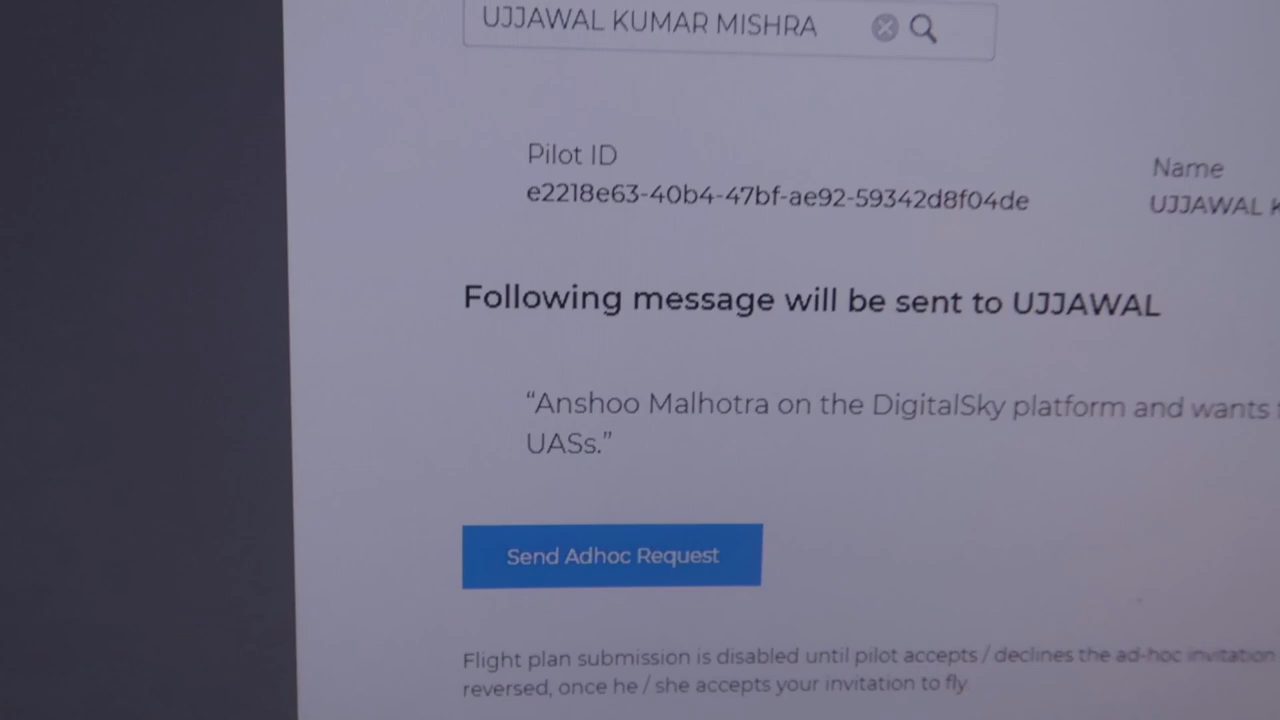 UJJAWAL KUMAR MISHRA
Pilot ID
Name
e2218e63-40b4-47bf-ae92-59342d8f04de
UJJAWAL
Following message will be sent to UJJAWAL
“Anshoo Malhotra on the DigitalSky platform and wants
UASs.”
Send Adhoc Request
Flight plan submission is disabled until pilot accepts / declines the ad-hoc invitation
reversed, once he / she accepts your invitation to fly